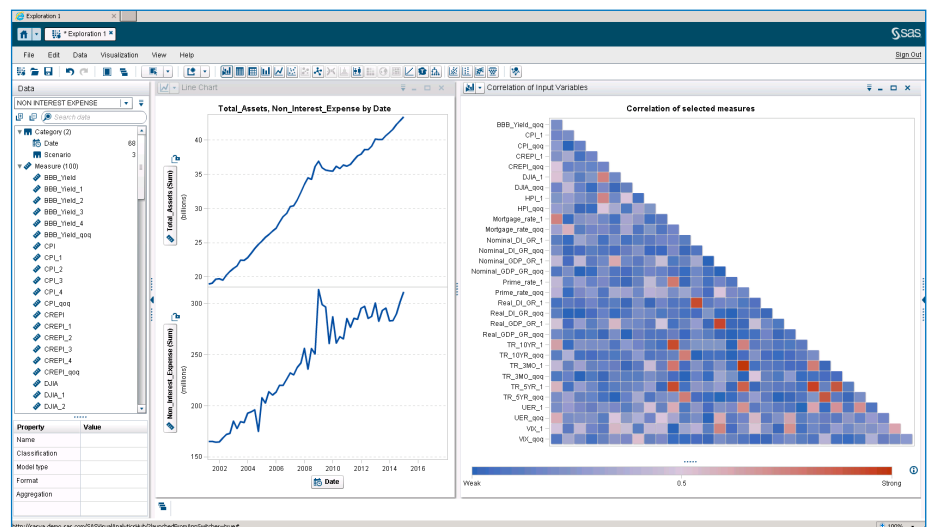 Exploration 1
* Exploration 1
sas
File Edit Data Visualization View Help
Sign Out
Data
NON INTEREST EXPENSE
Search data
Category (2)
Date 68
Scenario 3
Measure (100)
BBB_Yield
BBB_Yield_1
BBB_Yield_2
BBB_Yield_3
BBB_Yield_4
BBB_Yield_qoq
CPI
CPI_1
CPI_2
CPI_3
CPI_4
CPI_qoq
CREPI
CREPI_1
CREPI_2
CREPI_3
CREPI_4
CREPI_qoq
DJIA
DJIA_1
DJIA_2
Property Value
Name
Classification
Model type
Format
Aggregation
Line Chart
Total_Assets, Non_Interest_Expense by Date
Total_Assets (Sum)
(billions)
40
35
30
25
20
Non_Interest_Expense (Sum)
(millions)
300
250
200
150
2002 2004 2006 2008 2010 2012 2014 2016
Date
Correlation of Input Variables
Correlation of selected measures
BBB_Yield_qoq
CPI_1
CPI_qoq
CREPI_1
CREPI_qoq
DJIA_1
DJIA_qoq
HPI_1
HPI_qoq
Mortgage_rate_1
Mortgage_rate_qoq
Nominal_DI_GR_1
Nominal_DI_GR_qoq
Nominal_GDP_GR_1
Nominal_GDP_GR_qoq
Prime_rate_1
Prime_rate_qoq
Real_DI_GR_1
Real_DI_GR_qoq
Real_GDP_GR_1
Real_GDP_GR_qoq
TR_10YR_1
TR_10YR_qoq
TR_3MO_1
TR_3MO_qoq
TR_5YR_1
TR_5YR_qoq
UER_1
UER_qoq
VIX_1
VIX_qoq
Weak 0.5 Strong
100%